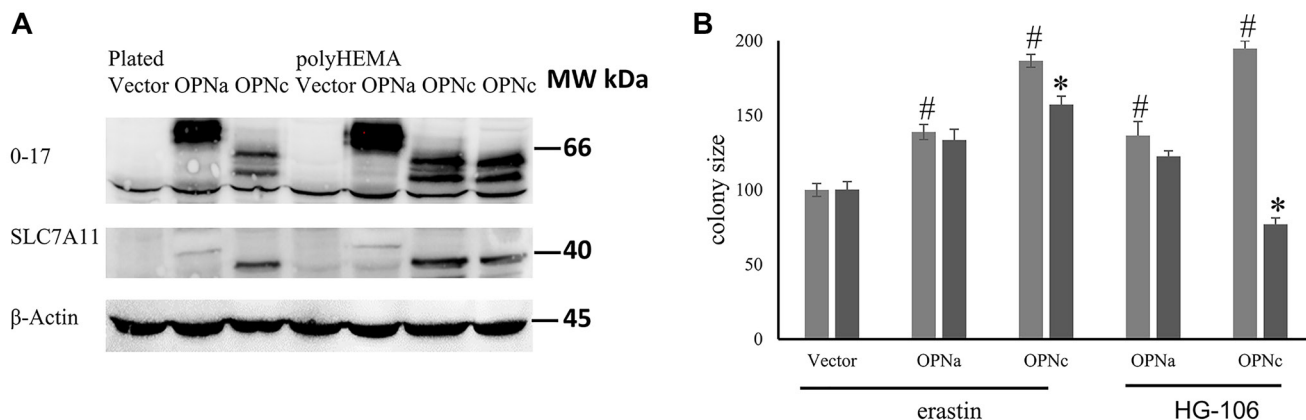 A
Plated polyHEMA
Vector OPNa OPNc Vector OPNa OPNc OPNc MW kDa
0-17
66
SLC7A11
40
β-Actin
45
B
200
150
100
50
0
colony size
# # * # # *
Vector OPNa OPNc OPNa OPNc
erastin HG-106